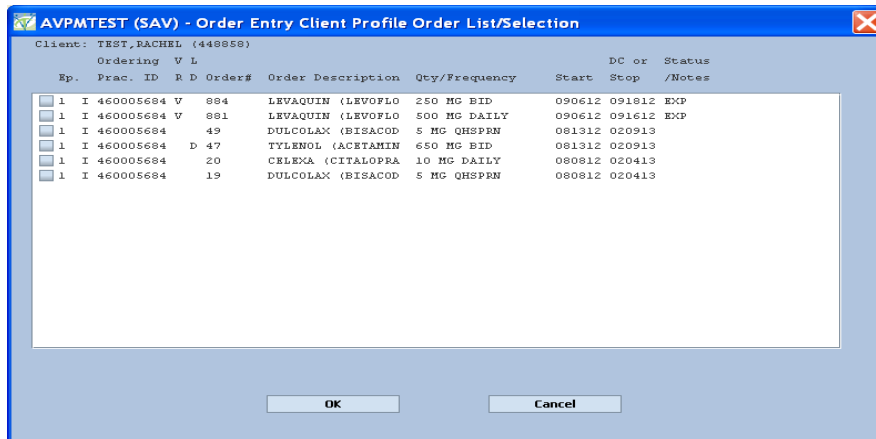 AVPMTEST (SAV) - Order Entry Client Profile Order List/Selection
Client: TEST,RACHEL (448858)
Ordering V L DC or Status
Ep. Prac. ID R D Order# Order Description Qty/Frequency Start Stop /Notes
1 I 460005684 V 884 LEVAQUIN (LEVOFLO 250 MG BID 090612 091812 EXP
1 I 460005684 V 881 LEVAQUIN (LEVOFLO 500 MG DAILY 090612 091612 EXP
1 I 460005684 49 DULCOLAX (BISACOD 5 MG QHSPRN 081312 020913
1 I 460005684 D 47 TYLENOL (ACETAMIN 650 MG BID 081312 020913
1 I 460005684 20 CELEXA (CITALOPRA 10 MG DAILY 080812 020413
1 I 460005684 19 DULCOLAX (BISACOD 5 MG QHSPRN 080812 020413
OK Cancel